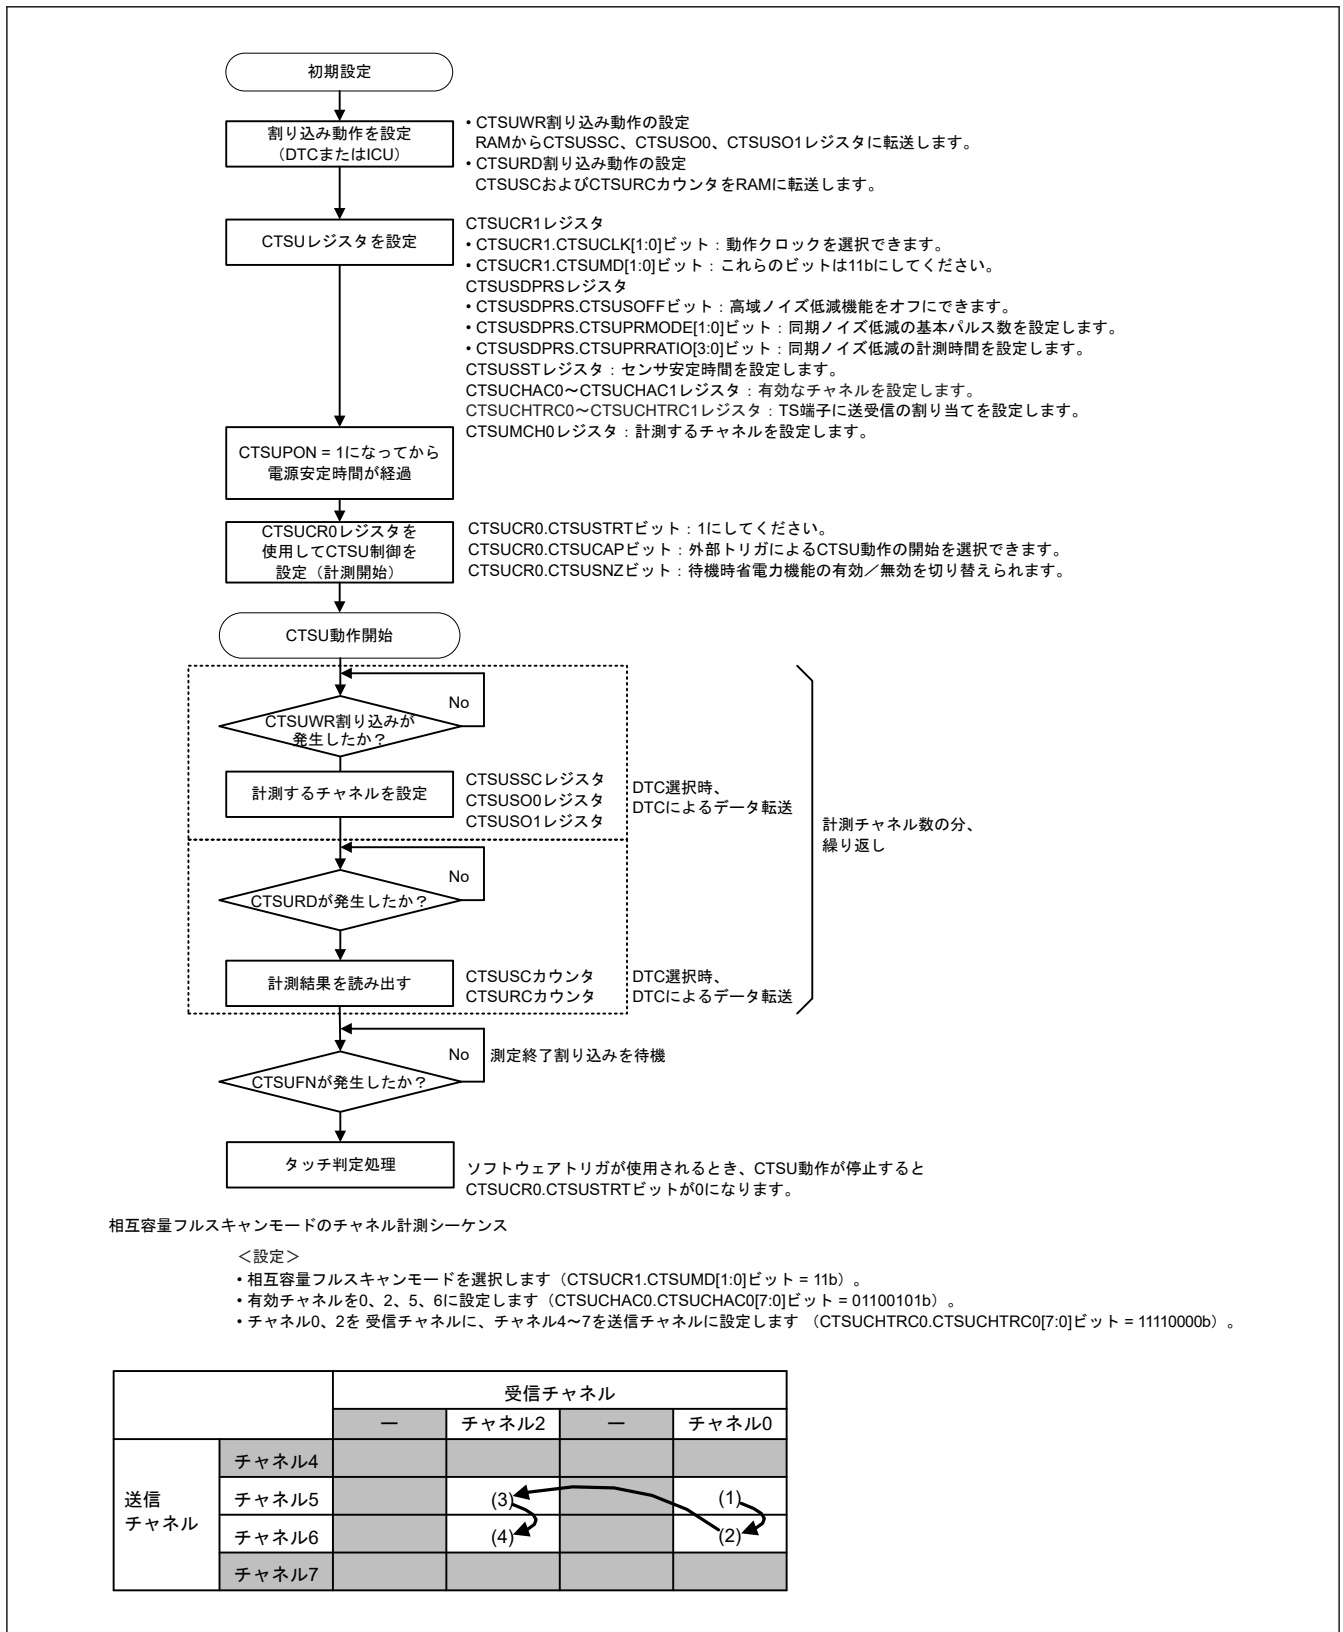 初期設定
割り込み動作を設定
（DTCまたはICU）
• CTSUWR割り込み動作の設定
RAMからCTSUSSC、CTSUSO0、CTSUSO1レジスタに転送します。
• CTSURD割り込み動作の設定
CTSUSCおよびCTSURCカウンタをRAMに転送します。
CTSUレジスタを設定
CTSUCR1レジスタ
• CTSUCR1.CTSUCLK[1:0]ビット：動作クロックを選択できます。
• CTSUCR1.CTSUMD[1:0]ビット：これらのビットは11bにしてください。
CTSUSDPRSレジスタ
• CTSUSDPRS.CTSUSOFFビット：高域ノイズ低減機能をオフにできます。
• CTSUSDPRS.CTSUPRMODE[1:0]ビット：同期ノイズ低減の基本パルス数を設定します。
• CTSUSDPRS.CTSUPRRATIO[3:0]ビット：同期ノイズ低減の計測時間を設定します。
CTSUSSTレジスタ：センサ安定時間を設定します。
CTSUCHAC0～CTSUCHAC1レジスタ：有効なチャネルを設定します。
CTSUCHTRC0～CTSUCHTRC1レジスタ：TS端子に送受信の割り当てを設定します。
CTSUMCH0レジスタ：計測するチャネルを設定します。
CTSUPON = 1になってから
電源安定時間が経過
CTSUCR0レジスタを
使用してCTSU制御を
設定（計測開始）
CTSUCR0.CTSUSTRTビット：1にしてください。
CTSUCR0.CTSUCAPビット：外部トリガによるCTSU動作の開始を選択できます。
CTSUCR0.CTSUSNZビット：待機時省電力機能の有効／無効を切り替えられます。
CTSU動作開始
No
CTSUWR割り込みが
発生したか？
計測するチャネルを設定
CTSUSSCレジスタ
CTSUSO0レジスタ
CTSUSO1レジスタ
DTC選択時、
DTCによるデータ転送
計測チャネル数の分、
繰り返し
No
CTSURDが発生したか？
計測結果を読み出す
CTSUSCカウンタ
CTSURCカウンタ
DTC選択時、
DTCによるデータ転送
No
測定終了割り込みを待機
CTSUFNが発生したか？
タッチ判定処理
ソフトウェアトリガが使用されるとき、CTSU動作が停止すると
CTSUCR0.CTSUSTRTビットが0になります。
相互容量フルスキャンモードのチャネル計測シーケンス
＜設定＞
• 相互容量フルスキャンモードを選択します（CTSUCR1.CTSUMD[1:0]ビット = 11b）。
• 有効チャネルを0、2、5、6に設定します（CTSUCHAC0.CTSUCHAC0[7:0]ビット = 01100101b）。
• チャネル0、2を 受信チャネルに、チャネル4～7を送信チャネルに設定します （CTSUCHTRC0.CTSUCHTRC0[7:0]ビット = 11110000b）。
受信チャネル
― チャネル2 ― チャネル0
送信
チャネル
チャネル4
チャネル5 (3) (1)
チャネル6 (4) (2)
チャネル7